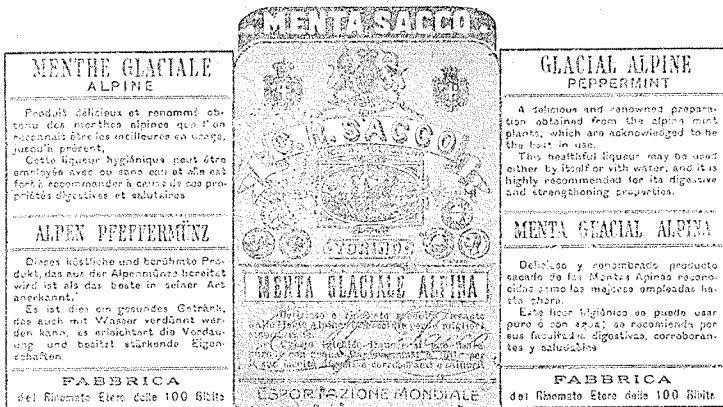 MENTHE GLACIALE
ALPINE
Produit délicieux et renommé ob-
tenu des menthes alpines que l'on
reconnait être les meilleures en usage,
jusqu'à présent.
Cette liqueur hygiénique peut être
employée avec ou sans eau et elle est
fort à recommander à cause de ses pro-
priétés digestives et salutaires
ALPEN PFEFFERMÜNZ
Dieses köstliche und berühmte Pro-
dukt, das aus der Alpenmünze bereitet
wird ist als das beste in seiner Art
anerkannt.
Es ist dies ein gesundes Getränk,
das auch mit Wasser verdünnt wer-
den kann, es erleichtert die Verdau-
ung und besitzt stärkende Eigen-
schaften
FABBRICA
del Rinomato Etere delle 100 Bibite
MENTA SACCO
SACCO
TORINO
MENTA GLACIALE ALPINA
ESPORTAZIONE MONDIALE
GLACIAL ALPINE
PEPPERMINT
A delicious and renowned prepara-
tion obtained from the alpine mint
plants, which are acknowledged to be
the best in use.
This healthful liqueur may be used
either by itself or with water, and it is
highly recommended for its digestive
and strengthening properties.
MENTA GLACIAL ALPINA
Delicioso y renombrado producto
sacado de las Mentas Alpinas recono-
cidas como las mejores empleadas ha-
sta ahora.
Este licor higiénico se puede usar
puro ó con agua; se recomienda por
sus facultades digestivas, corroboran-
tes y saludables
FABBRICA
del Rinomato Etere delle 100 Bibite